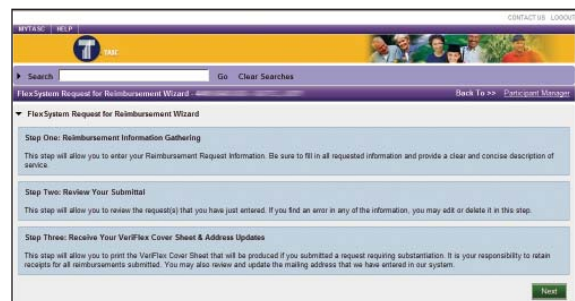 CONTACT US LOGOUT
MYTASC HELP
T TASC
Search Go Clear Searches
FlexSystem Request for Reimbursement Wizard - Back To >> Participant Manager
FlexSystem Request for Reimbursement Wizard
Step One: Reimbursement Information Gathering
This step will allow you to enter your Reimbursement Request Information. Be sure to fill in all requested information and provide a clear and concise description of
service.
Step Two: Review Your Submittal
This step will allow you to review the request(s) that you have just entered. If you find an error in any of the information, you may edit or delete it in this step.
Step Three: Receive Your VeriFlex Cover Sheet & Address Updates
This step will allow you to print the VeriFlex Cover Sheet that will be produced if you submitted a request requiring substantiation. It is your responsibility to retain
receipts for all reimbursements submitted. You may also review and update the mailing address that we have entered in our system.
Next